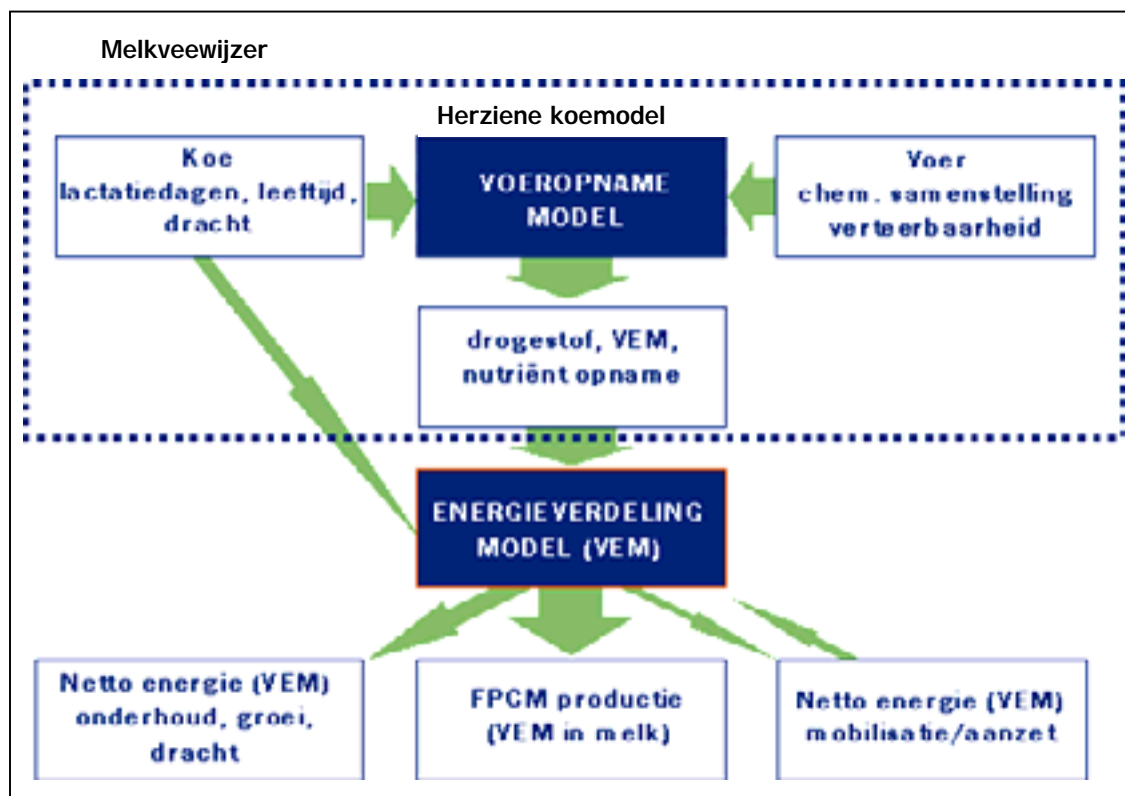 Melkveewijzer
Herziene koemodel
Koe
lactatiedagen, leeftijd,
dracht
VOEROPNAME
MODEL
Voer
chem. samenstelling
verteerbaarheid
drogestof, VEM,
nutriënt opname
ENERGIEVERDELING
MODEL (VEM)
Netto energie (VEM)
onderhoud, groei,
dracht
FPCM productie
(VEM in melk)
Netto energie (VEM)
mobilisatie/aanzet